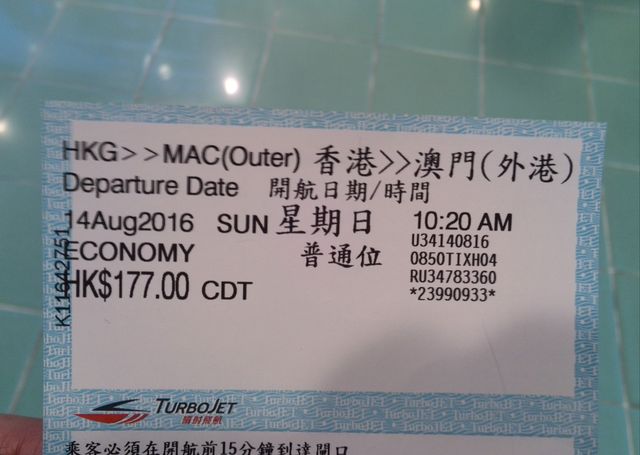 HKG>>MAC(Outer) 香港>>澳門(外港)
Departure Date 開航日期/時間
14Aug2016 SUN 星期日 10:20 AM
ECONOMY 普通位
HK$177.00 CDT
U34140816
0850TIXH04
RU34783360
*23990933*
K11642751
TURBOJET
噴射飛航
乘客必須在開航前15分鐘到達閘口